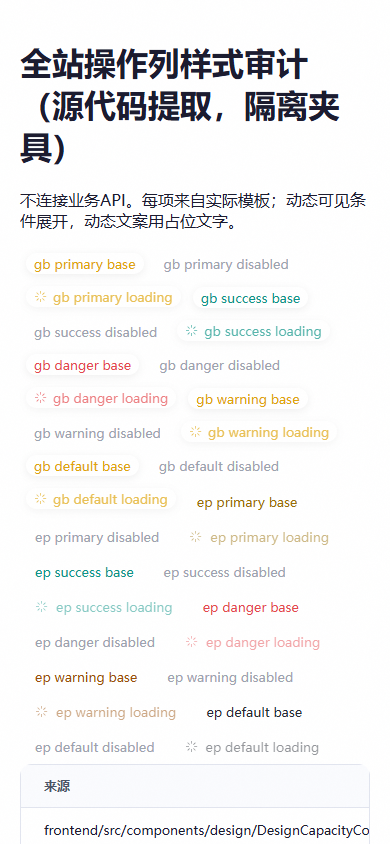 全站操作列样式审计
（源代码提取，隔离夹
具）
不连接业务API。每项来自实际模板；动态可见条
件展开，动态文案用占位文字。
gb primary base gb primary disabled
gb primary loading gb success base
gb success disabled gb success loading
gb danger base gb danger disabled
gb danger loading gb warning base
gb warning disabled gb warning loading
gb default base gb default disabled
gb default loading ep primary base
ep primary disabled ep primary loading
ep success base ep success disabled
ep success loading ep danger base
ep danger disabled ep danger loading
ep warning base ep warning disabled
ep warning loading ep default base
ep default disabled ep default loading
来源
frontend/src/components/design/DesignCapacityCo